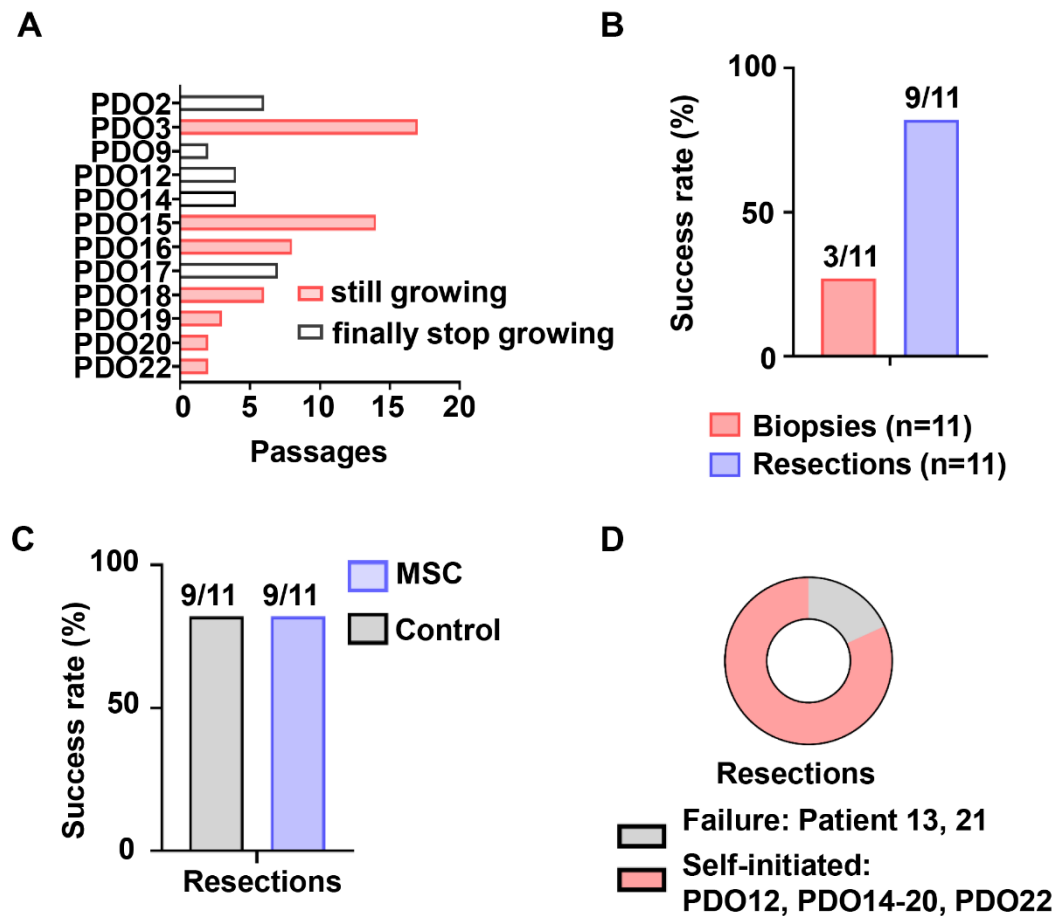 A
PDO2
PDO3
PDO9
PDO12
PDO14
PDO15
PDO16
PDO17
PDO18
PDO19
PDO20
PDO22
still growing
finally stop growing
0 5 10 15 20
Passages
B
Success rate (%)
100
50
0
3/11
9/11
Biopsies (n=11)
Resections (n=11)
C
Success rate (%)
100
50
0
9/11 9/11
MSC
Control
Resections
D
Resections
Failure: Patient 13, 21
Self-initiated:
PDO12, PDO14-20, PDO22